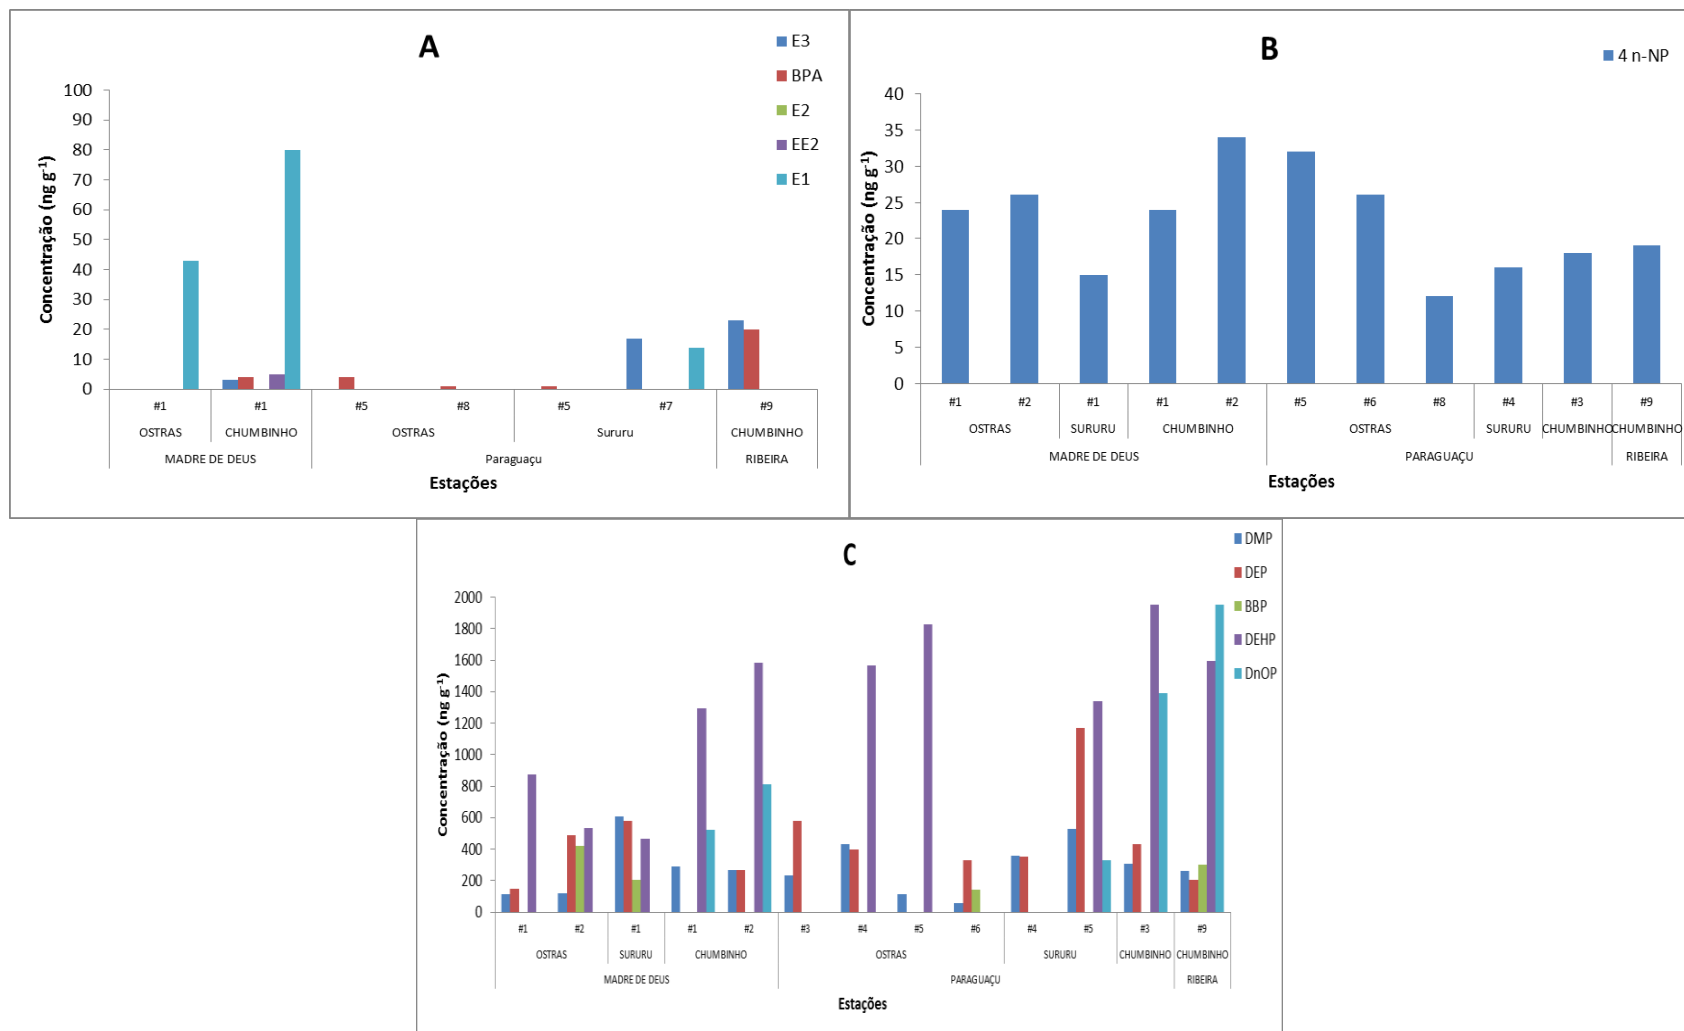 A
E3
BPA
E2
EE2
E1
Concentração (ng g⁻¹)
100
90
80
70
60
50
40
30
20
10
0
#1 #1 #5 #8 #5 #7 #9
OSTRAS CHUMBINHO OSTRAS Sururu CHUMBINHO
MADRE DE DEUS Paraguaçu RIBEIRA
Estações
B
4 n-NP
Concentração (ng g⁻¹)
40
35
30
25
20
15
10
5
0
#1 #2 #1 #1 #2 #5 #6 #8 #4 #3 #9
OSTRAS SURURU CHUMBINHO OSTRAS SURURU CHUMBINHO CHUMBINHO
MADRE DE DEUS PARAGUAÇU RIBEIRA
Estações
C
DMP
DEP
BBP
DEHP
DnOP
Concentração (ng g⁻¹)
2000
1800
1600
1400
1200
1000
800
600
400
200
0
#1 #2 #1 #1 #2 #3 #4 #5 #6 #4 #5 #3 #9
OSTRAS SURURU CHUMBINHO OSTRAS SURURU CHUMBINHO CHUMBINHO
MADRE DE DEUS PARAGUAÇU RIBEIRA
Estações